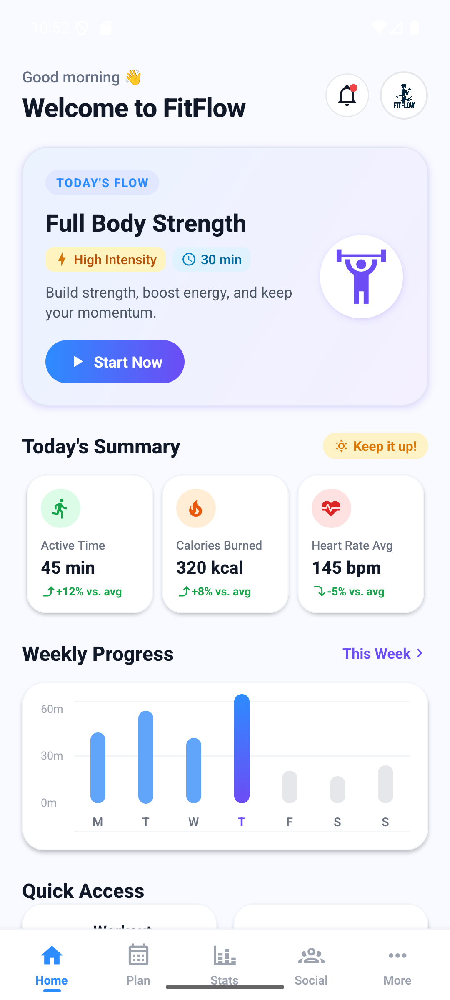 10:52
Good morning 👋
Welcome to FitFlow
FITFLOW
TODAY'S FLOW
Full Body Strength
High Intensity
30 min
Build strength, boost energy, and keep
your momentum.
Start Now
Today's Summary
Keep it up!
Active Time
45 min
+12% vs. avg
Calories Burned
320 kcal
+8% vs. avg
Heart Rate Avg
145 bpm
-5% vs. avg
Weekly Progress
This Week
60m
30m
0m
M T W T F S S
Quick Access
Workout
Home
Plan
Stats
Social
More